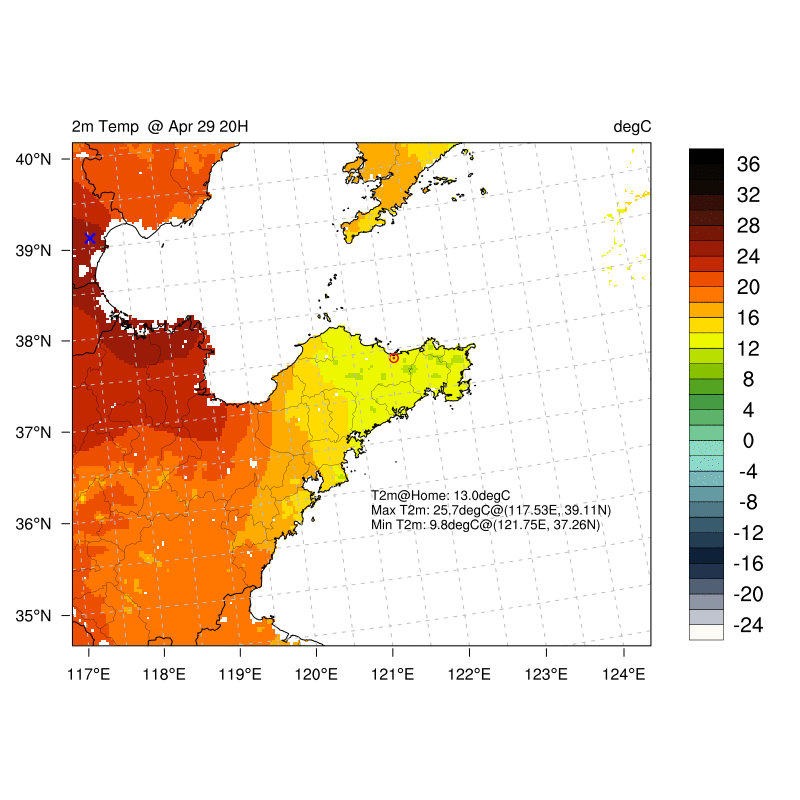 2m Temp @ Apr 29 20H
degC
40°N
39°N
38°N
37°N
36°N
35°N
117°E
118°E
119°E
120°E
121°E
122°E
123°E
124°E
T2m@Home: 13.0degC
Max T2m: 25.7degC@(117.53E, 39.11N)
Min T2m: 9.8degC@(121.75E, 37.26N)
36
32
28
24
20
16
12
8
4
0
-4
-8
-12
-16
-20
-24